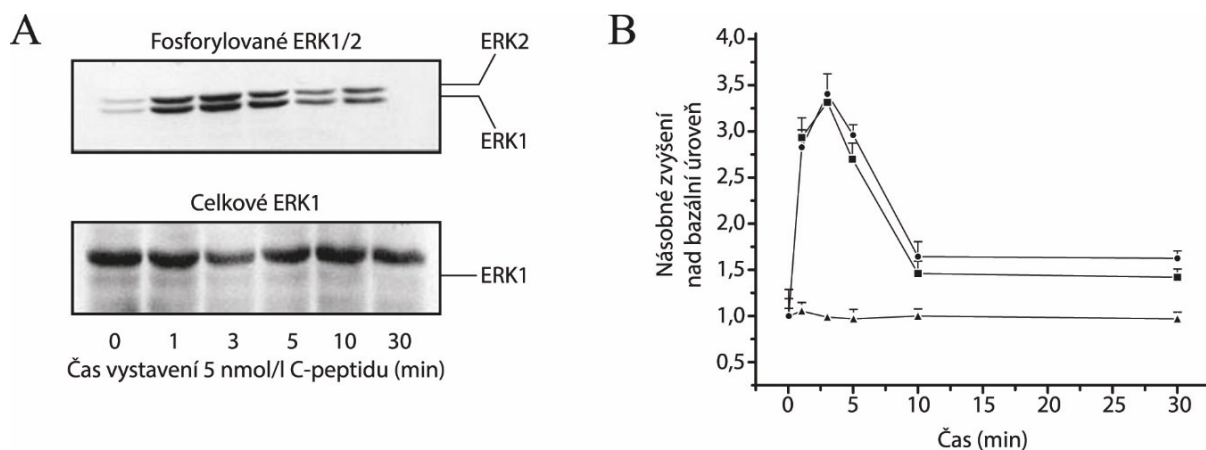 A
Fosforylované ERK1/2
ERK2
ERK1
Celkové ERK1
ERK1
0 1 3 5 10 30
Čas vystavení 5 nmol/l C-peptidu (min)
B
Násobné zvýšení
nad bazální úroveň
4,0
3,5
3,0
2,5
2,0
1,5
1,0
0,5
0 5 10 15 20 25 30
Čas (min)